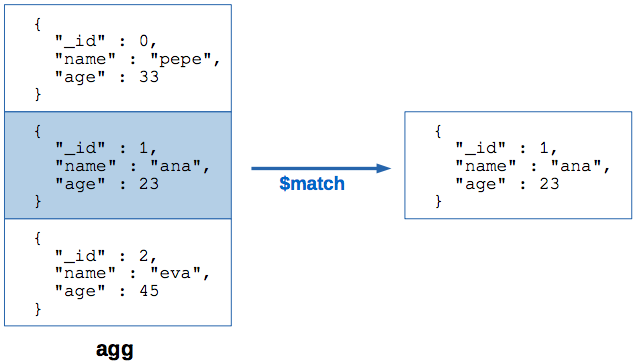 {
"_id" : 0,
"name" : "pepe",
"age" : 33
}
{
"_id" : 1,
"name" : "ana",
"age" : 23
}
{
"_id" : 2,
"name" : "eva",
"age" : 45
}
agg
$match
{
"_id" : 1,
"name" : "ana",
"age" : 23
}